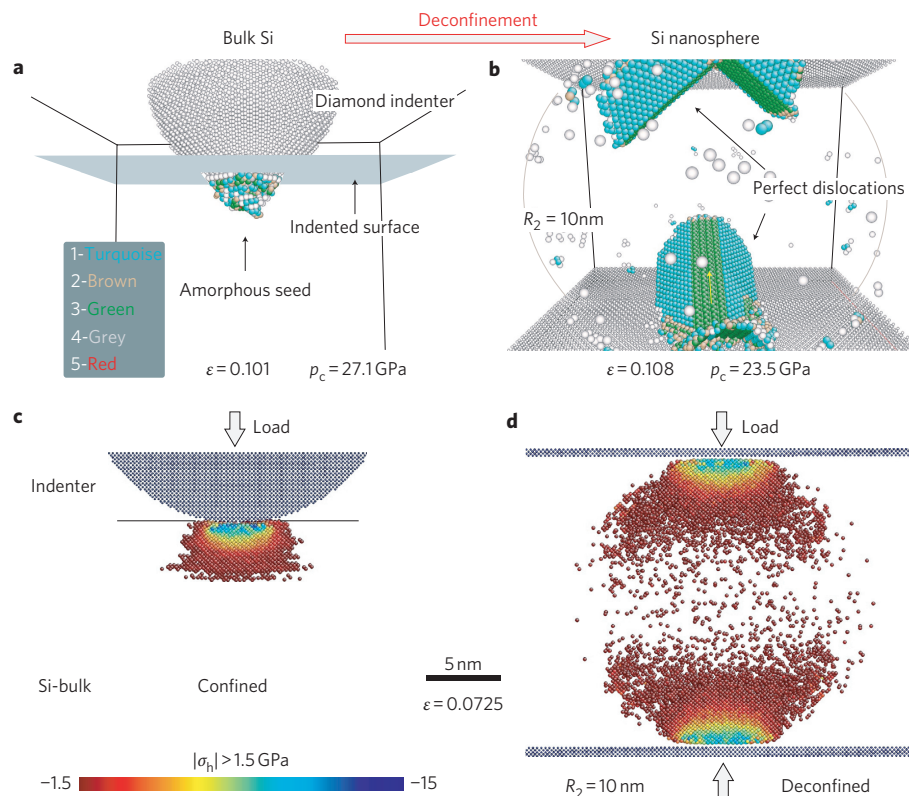 Deconfinement
Bulk Si
Si nanosphere
a
Diamond indenter
Indented surface
Amorphous seed
1-Turquoise
2-Brown
3-Green
4-Grey
5-Red
ε = 0.101
p_c = 27.1 GPa
b
Perfect dislocations
R_2 = 10nm
ε = 0.108
p_c = 23.5 GPa
c
Load
Indenter
Si-bulk
Confined
5 nm
ε = 0.0725
|σ_h| > 1.5 GPa
−1.5
−15
d
Load
R_2 = 10 nm
Deconfined